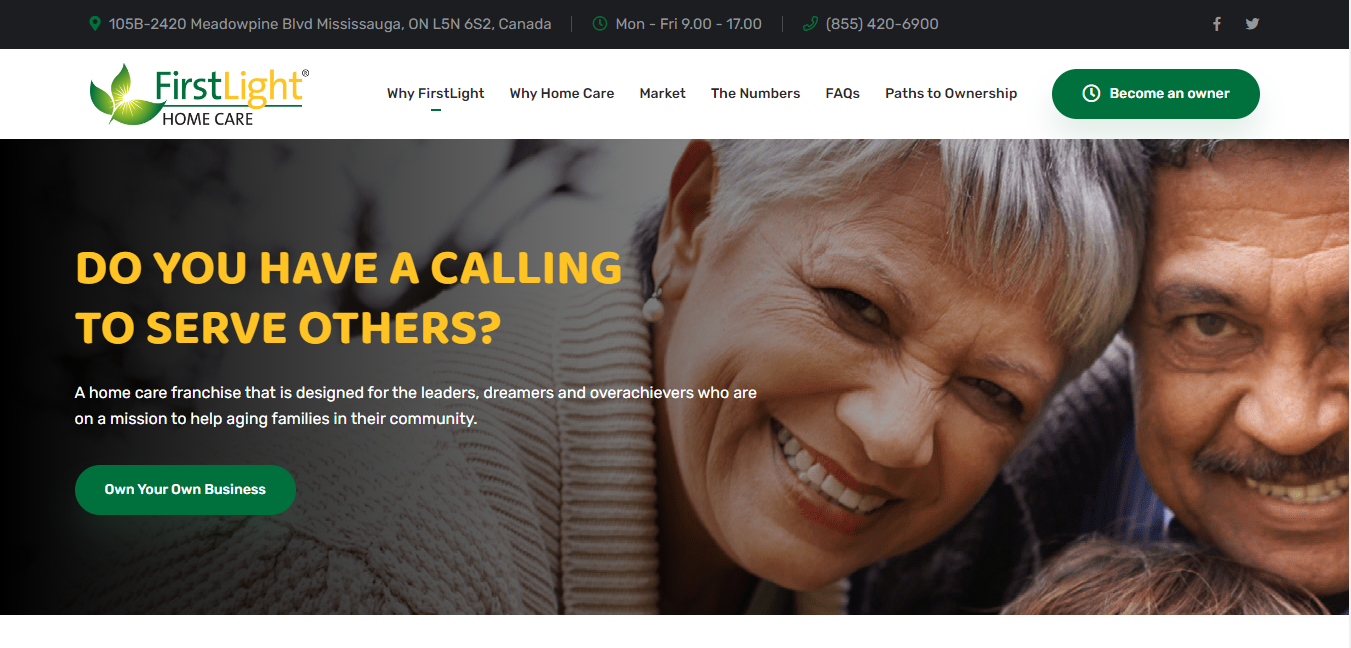 105B-2420 Meadowpine Blvd Mississauga, ON L5N 6S2, Canada
Mon - Fri 9.00 - 17.00
(855) 420-6900
FirstLight®
HOME CARE
Why FirstLight
Why Home Care
Market
The Numbers
FAQs
Paths to Ownership
Become an owner
DO YOU HAVE A CALLING
TO SERVE OTHERS?
A home care franchise that is designed for the leaders, dreamers and overachievers who are
on a mission to help aging families in their community.
Own Your Own Business